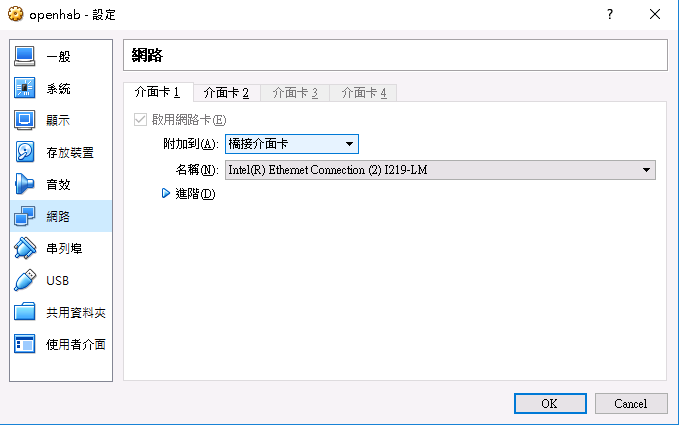 openhab - 設定
?
一般
系統
顯示
存放裝置
音效
網路
串列埠
USB
共用資料夾
使用者介面
網路
介面卡 1 介面卡 2 介面卡 3 介面卡 4
啟用網路卡(E)
附加到(A): 橋接介面卡
名稱(N): Intel(R) Ethernet Connection (2) I219-LM
進階(D)
OK Cancel